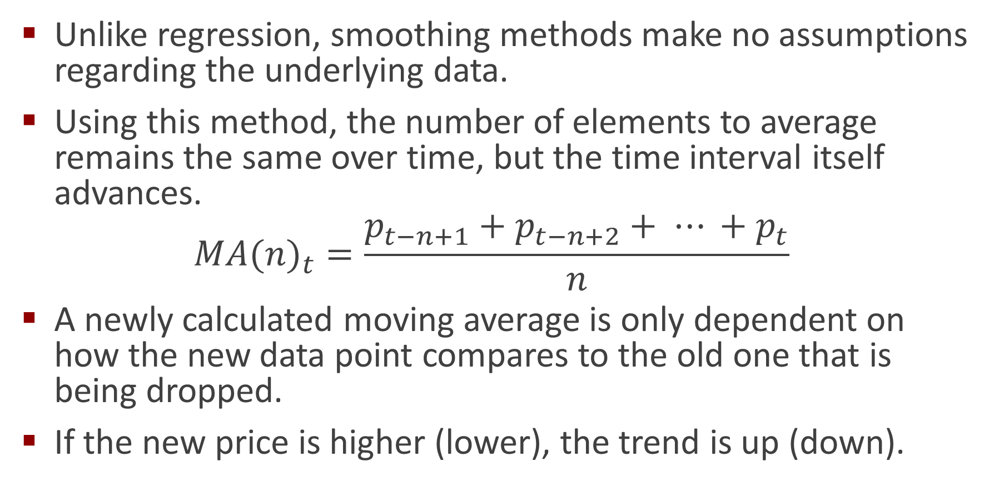 ▪ Unlike regression, smoothing methods make no assumptions
regarding the underlying data.
▪ Using this method, the number of elements to average
remains the same over time, but the time interval itself
advances.
$MA(n)_t = \frac{p_{t-n+1} + p_{t-n+2} + \cdots + p_t}{n}$
▪ A newly calculated moving average is only dependent on
how the new data point compares to the old one that is
being dropped.
▪ If the new price is higher (lower), the trend is up (down).